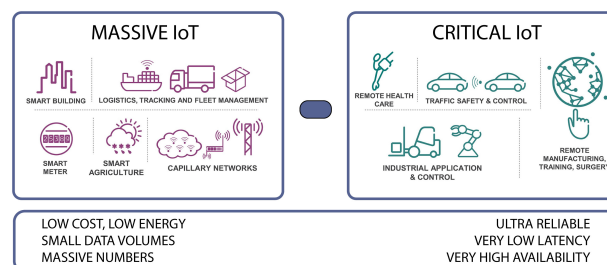 MASSIVE IoT
SMART BUILDING
LOGISTICS, TRACKING AND FLEET MANAGEMENT
SMART
METER
SMART
AGRICULTURE
CAPILLARY NETWORKS
CRITICAL IoT
REMOTE HEALTH
CARE
TRAFFIC SAFETY & CONTROL
INDUSTRIAL APPLICATION
& CONTROL
REMOTE
MANUFACTURING,
TRAINING, SURGERY
LOW COST, LOW ENERGY
SMALL DATA VOLUMES
MASSIVE NUMBERS
ULTRA RELIABLE
VERY LOW LATENCY
VERY HIGH AVAILABILITY